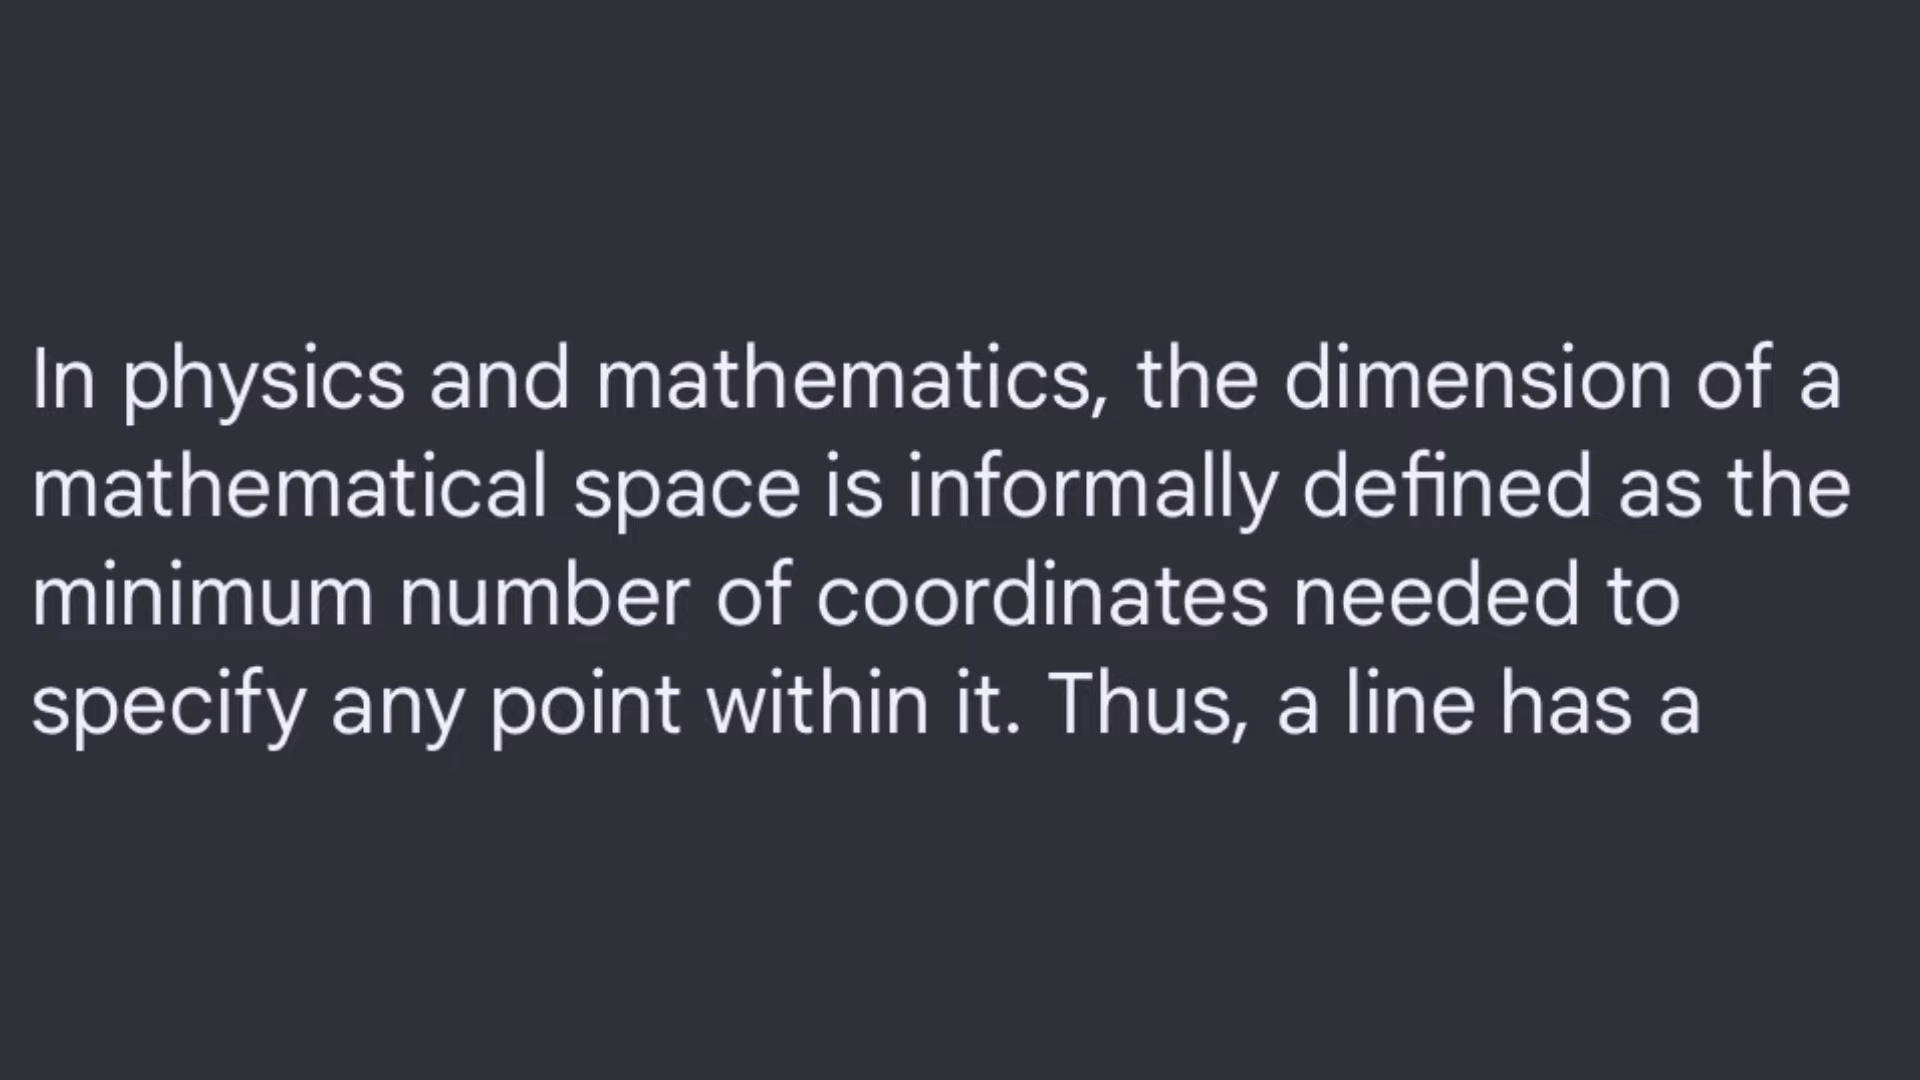 In physics and mathematics, the dimension of a
mathematical space is informally defined as the
minimum number of coordinates needed to
specify any point within it. Thus, a line has a